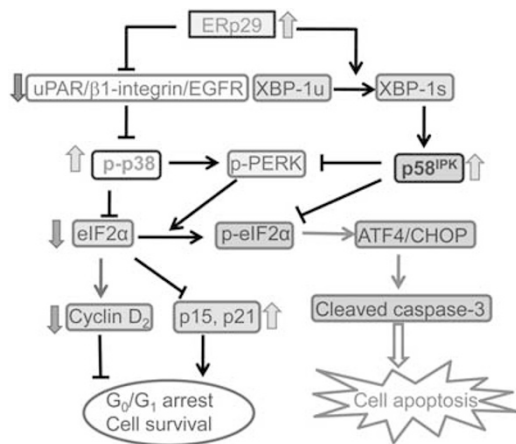 ERp29
uPAR/β1-integrin/EGFR XBP-1u XBP-1s
p-p38 p-PERK p58IPK
eIF2α p-eIF2α ATF4/CHOP
Cyclin D2 p15, p21 Cleaved caspase-3
G0/G1 arrest
Cell survival
Cell apoptosis